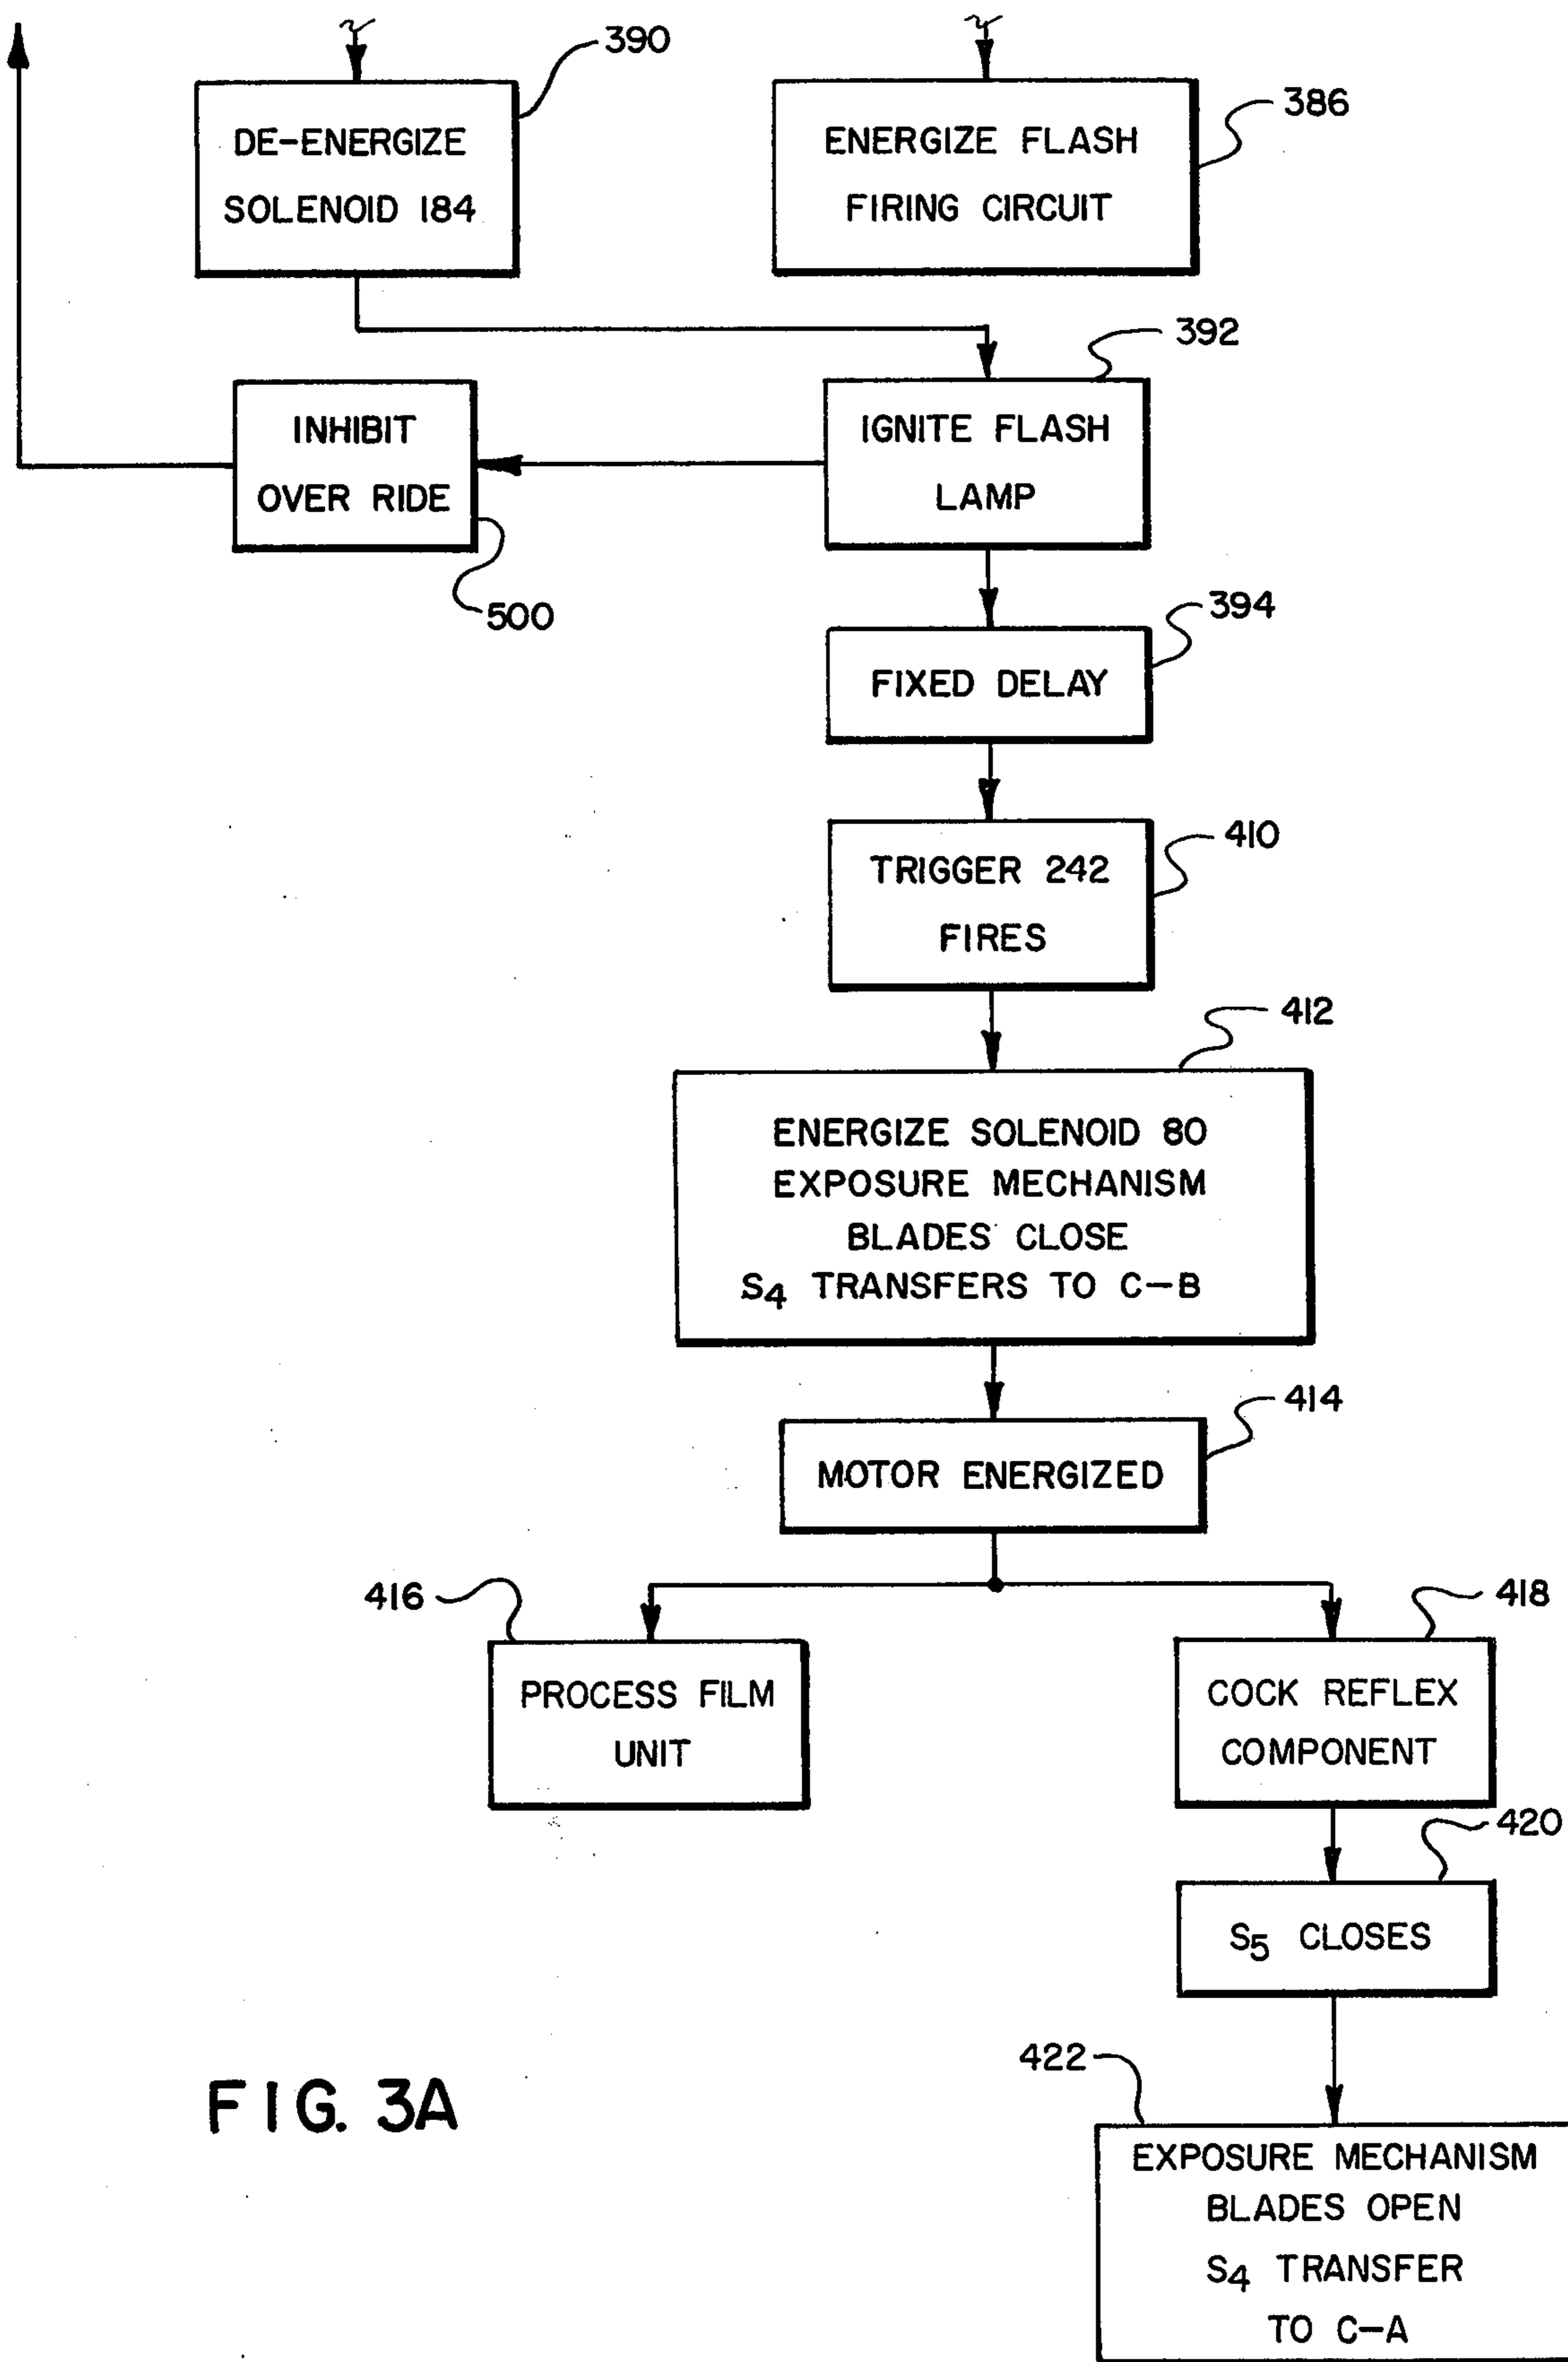 390
DE-ENERGIZE
SOLENOID 184
386
ENERGIZE FLASH
FIRING CIRCUIT
392
IGNITE FLASH
LAMP
INHIBIT
OVER RIDE
500
394
FIXED DELAY
410
TRIGGER 242
FIRES
412
ENERGIZE SOLENOID 80
EXPOSURE MECHANISM
BLADES CLOSE
S4 TRANSFERS TO C-B
414
MOTOR ENERGIZED
416
PROCESS FILM
UNIT
418
COCK REFLEX
COMPONENT
420
S5 CLOSES
422
EXPOSURE MECHANISM
BLADES OPEN
S4 TRANSFER
TO C-A
FIG. 3A